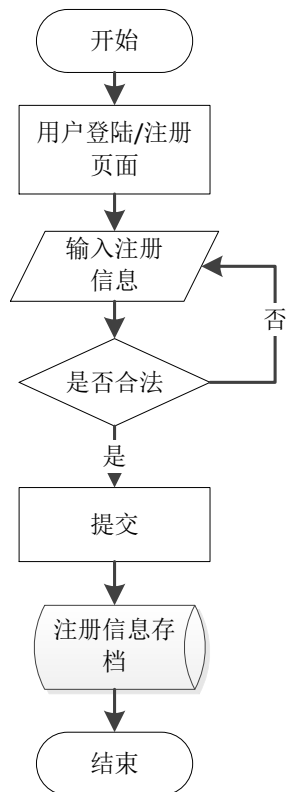 开始
用户登陆/注册
页面
输入注册
信息
否
是否合法
是
提交
注册信息存
档
结束